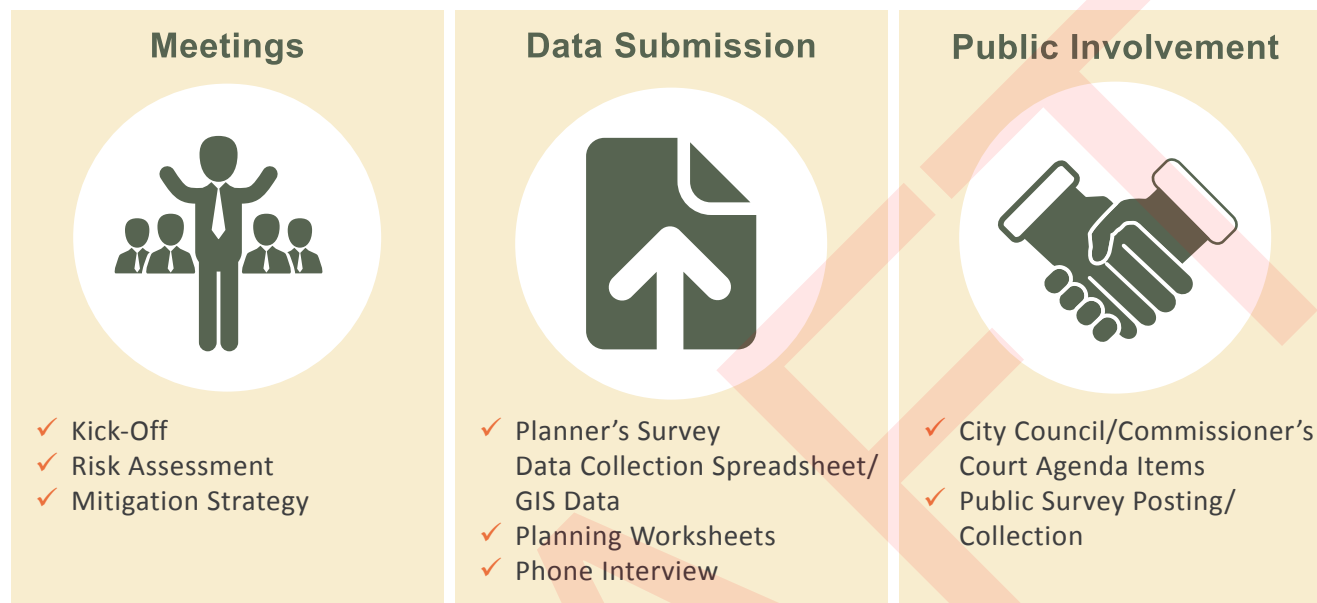 Meetings
✓ Kick-Off
✓ Risk Assessment
✓ Mitigation Strategy
Data Submission
✓ Planner’s Survey
Data Collection Spreadsheet/
GIS Data
✓ Planning Worksheets
✓ Phone Interview
Public Involvement
✓ City Council/Commissioner’s
Court Agenda Items
✓ Public Survey Posting/
Collection